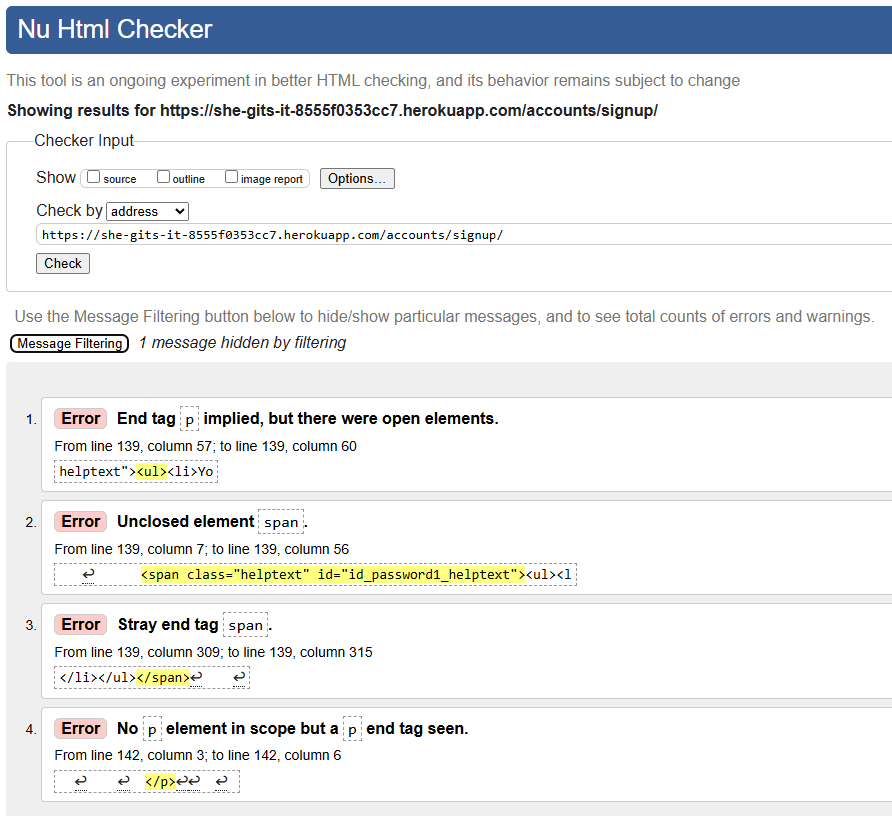 Nu Html Checker
This tool is an ongoing experiment in better HTML checking, and its behavior remains subject to change
Showing results for https://she-gits-it-8555f0353cc7.herokuapp.com/accounts/signup/
Checker Input
Show source outline image report Options...
Check by address
https://she-gits-it-8555f0353cc7.herokuapp.com/accounts/signup/
Check
Use the Message Filtering button below to hide/show particular messages, and to see total counts of errors and warnings.
Message Filtering 1 message hidden by filtering
1. Error End tag p implied, but there were open elements.
From line 139, column 57; to line 139, column 60
helptext"><ul><li>Yo
2. Error Unclosed element span.
From line 139, column 7; to line 139, column 56
↩ <span class="helptext" id="id_password1_helptext"><ul><l
3. Error Stray end tag span.
From line 139, column 309; to line 139, column 315
</li></ul></span>↩ ↩
4. Error No p element in scope but a p end tag seen.
From line 142, column 3; to line 142, column 6
↩ ↩ </p>↩↩ ↩